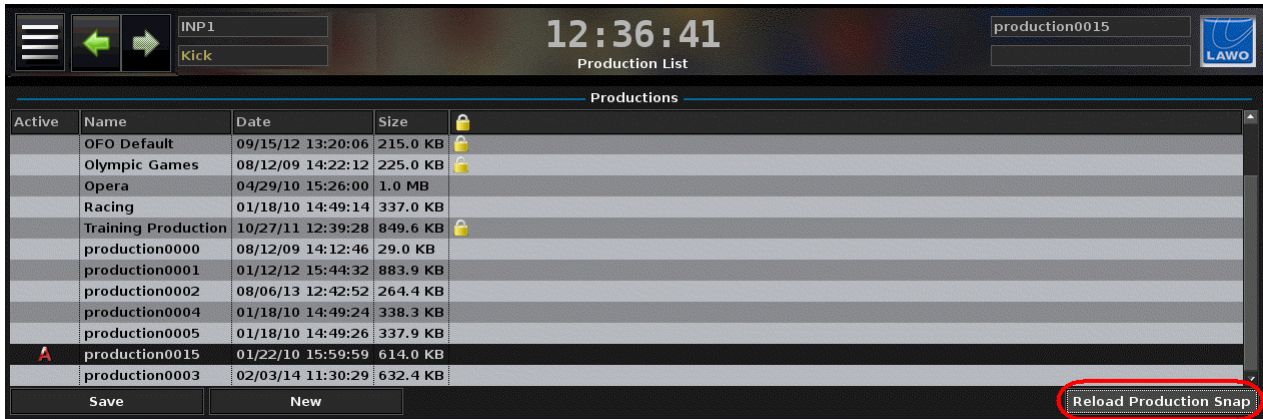 INP1
Kick
12:36:41
Production List
production0015
LAWO
Productions
Active Name Date Size
OFO Default 09/15/12 13:20:06 215.0 KB
Olympic Games 08/12/09 14:22:12 225.0 KB
Opera 04/29/10 15:26:00 1.0 MB
Racing 01/18/10 14:49:14 337.0 KB
Training Production 10/27/11 12:39:28 849.6 KB
production0000 08/12/09 14:12:46 29.0 KB
production0001 01/12/12 15:44:32 883.9 KB
production0002 08/06/13 12:42:52 264.4 KB
production0004 01/18/10 14:49:24 338.3 KB
production0005 01/18/10 14:49:26 337.9 KB
A production0015 01/22/10 15:59:59 614.0 KB
production0003 02/03/14 11:30:29 632.4 KB
Save New Reload Production Snap